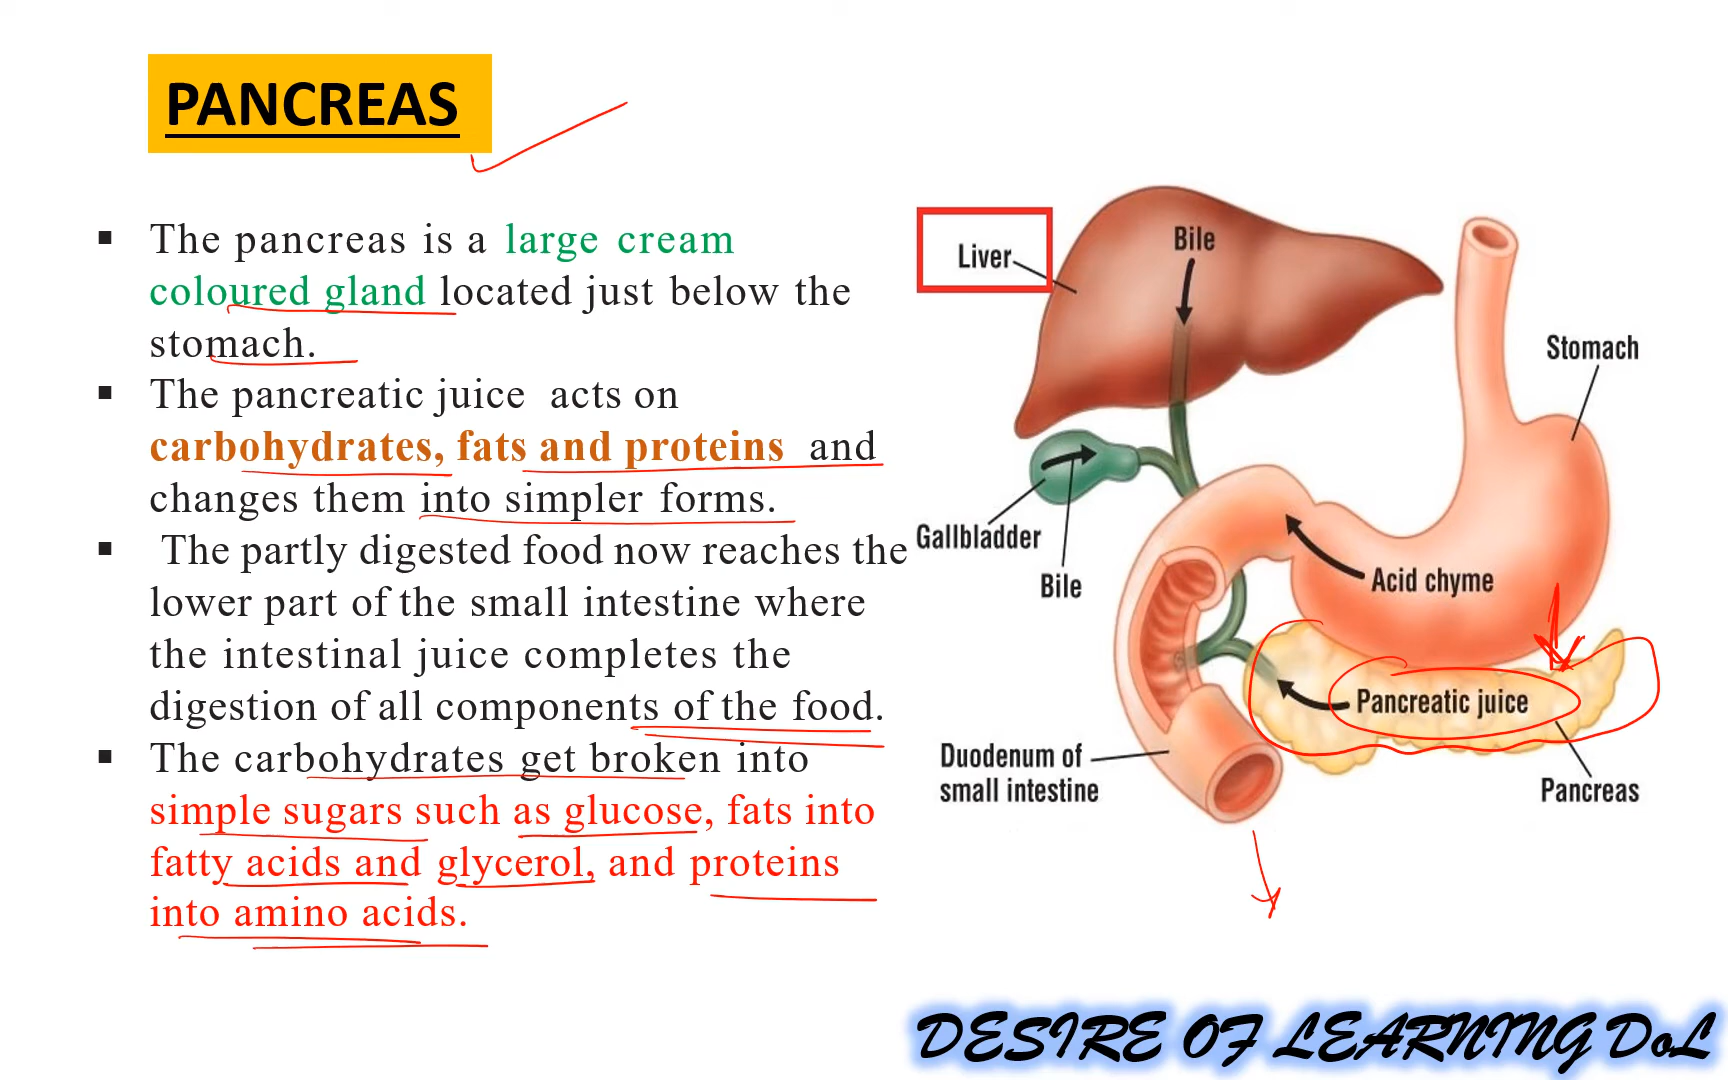 PANCREAS
▪ The pancreas is a large cream
coloured gland located just below the
stomach.
▪ The pancreatic juice acts on
carbohydrates, fats and proteins and
changes them into simpler forms.
▪ The partly digested food now reaches the
lower part of the small intestine where
the intestinal juice completes the
digestion of all components of the food.
▪ The carbohydrates get broken into
simple sugars such as glucose, fats into
fatty acids and glycerol, and proteins
into amino acids.
Liver
Bile
Stomach
Gallbladder
Bile
Acid chyme
Pancreatic juice
Duodenum of
small intestine
Pancreas
DESIRE OF LEARNING DoL